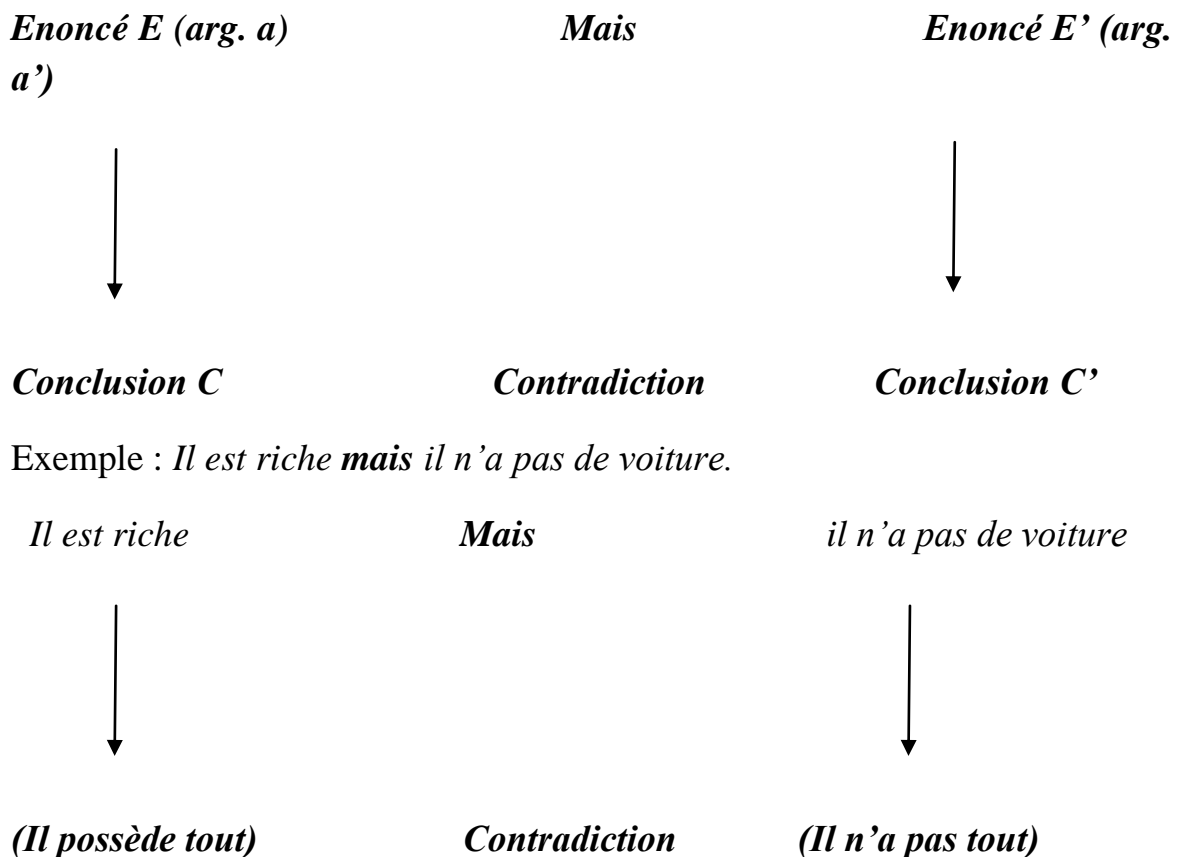 Enoncé E (arg. a) Mais Enoncé E’ (arg.
a’)
Conclusion C Contradiction Conclusion C’
Exemple : Il est riche mais il n’a pas de voiture.
Il est riche Mais il n’a pas de voiture
(Il possède tout) Contradiction (Il n’a pas tout)